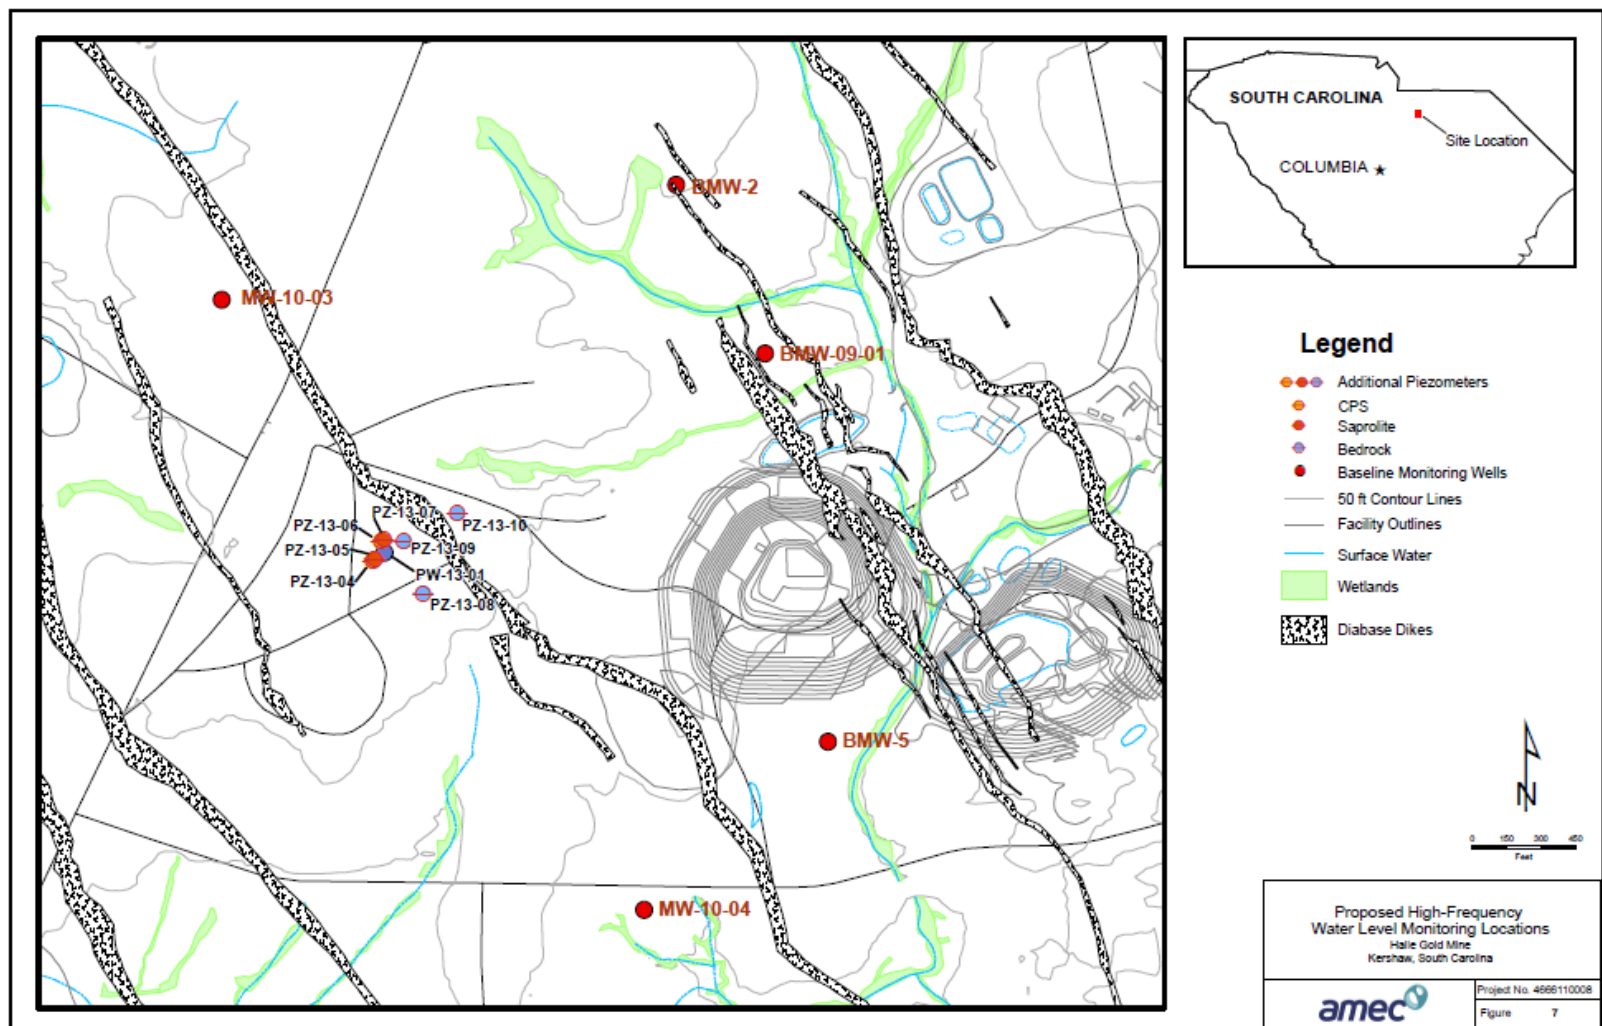 BMW-2
MW-10-03
BMW-09-01
PZ-13-07
PZ-13-06
PZ-13-10
PZ-13-05
PZ-13-09
PZ-13-04
PW-13-01
PZ-13-08
BMW-5
MW-10-04
SOUTH CAROLINA
Site Location
COLUMBIA
Legend
Additional Piezometers
CPS
Saprolite
Bedrock
Baseline Monitoring Wells
50 ft Contour Lines
Facility Outlines
Surface Water
Wetlands
Diabase Dikes
N
0 150 300 450
Feet
Proposed High-Frequency
Water Level Monitoring Locations
Haile Gold Mine
Kershaw, South Carolina
amec
Project No. 4666110008
Figure 7